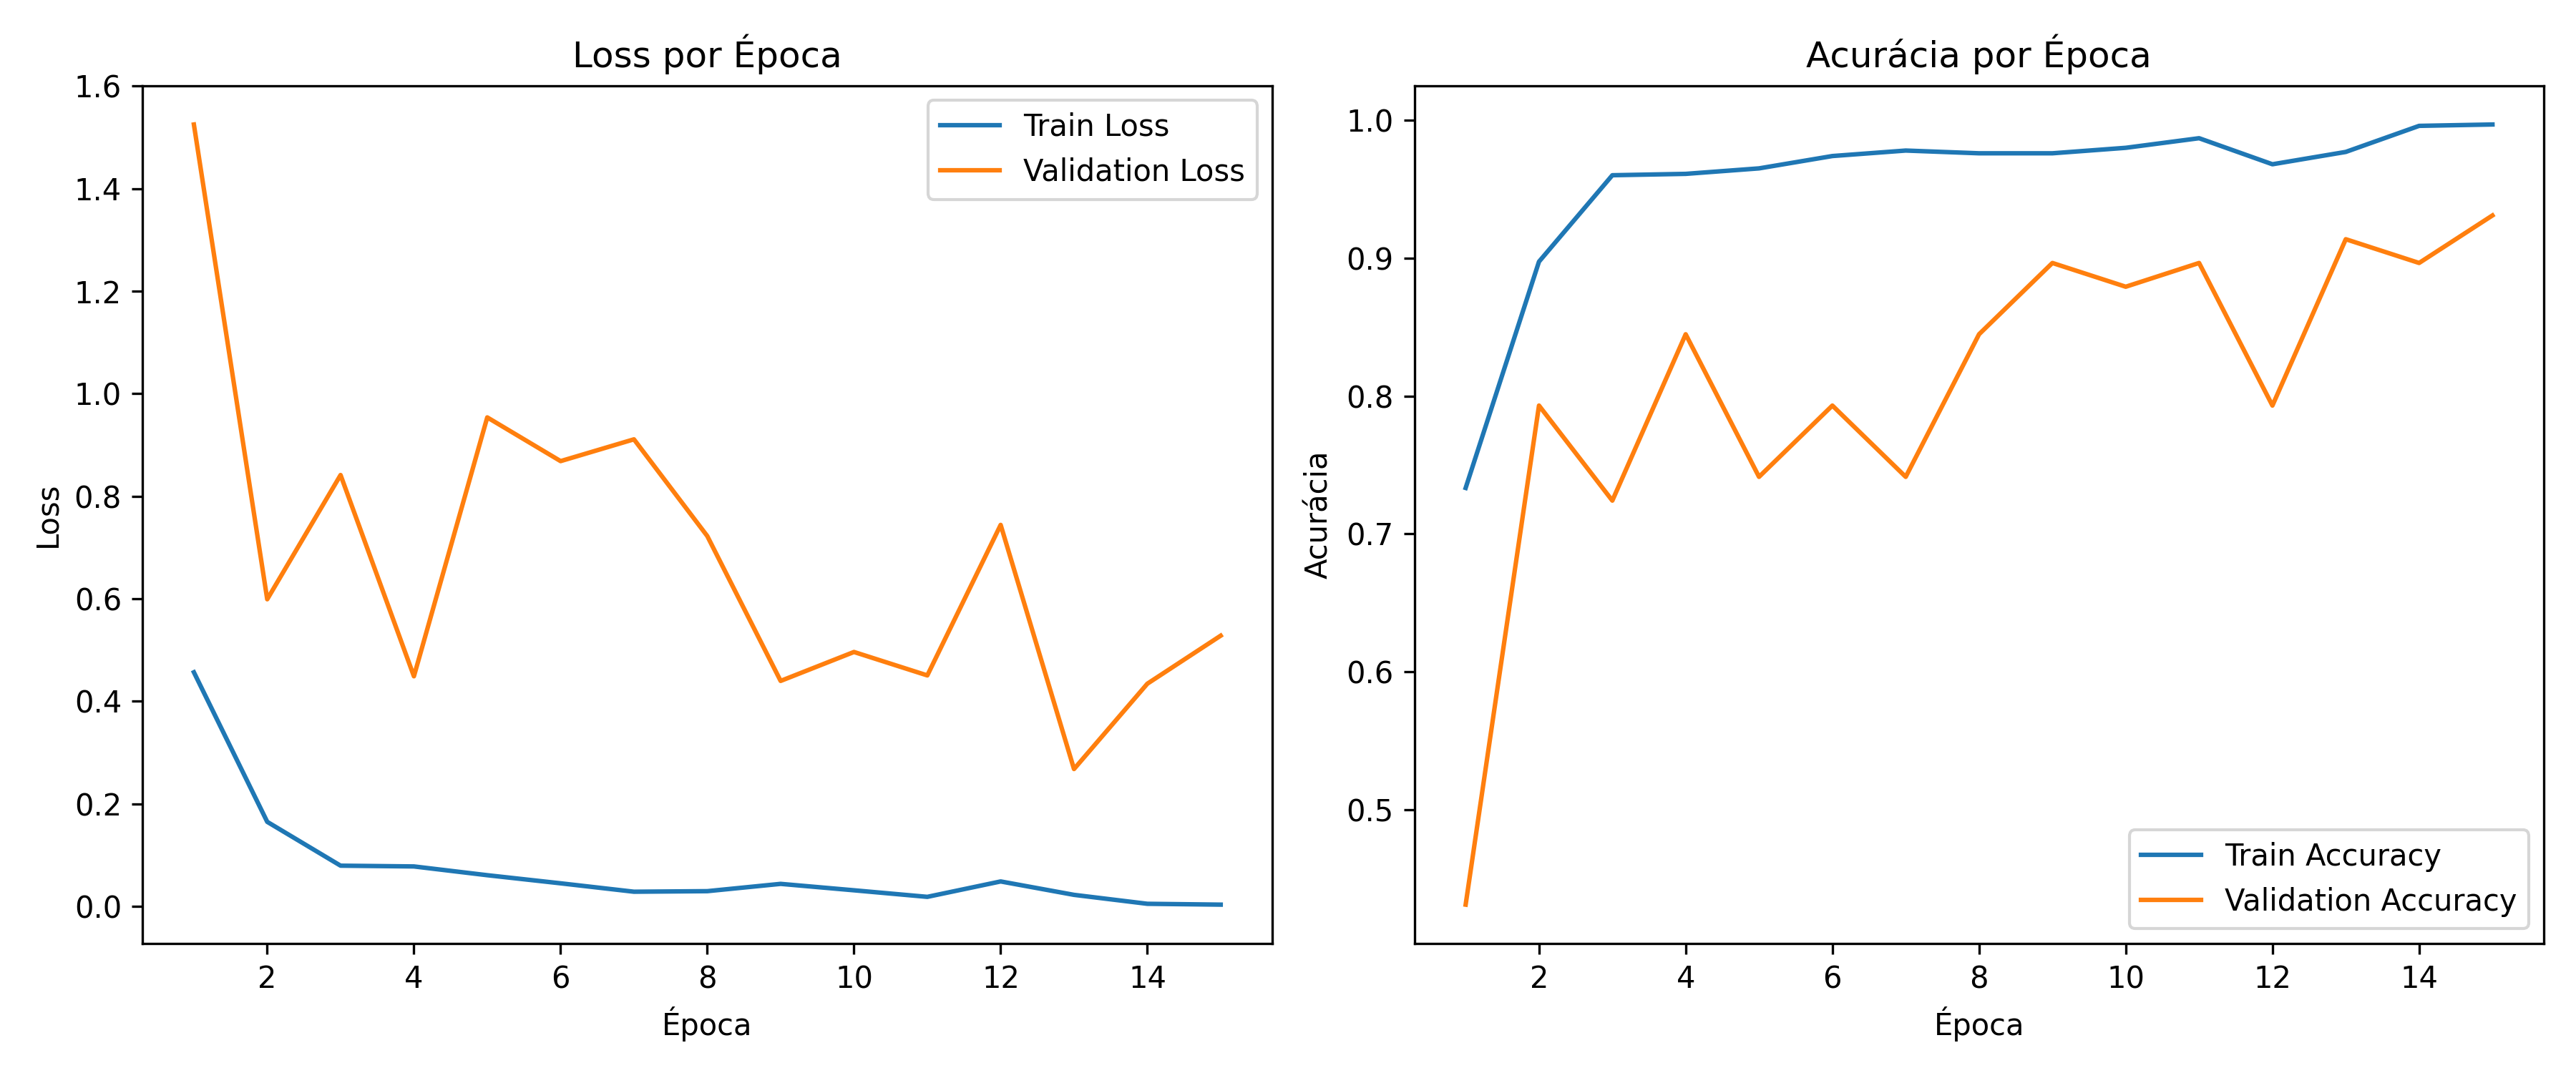 Loss por Época
1.6
1.4
1.2
1.0
0.8
0.6
0.4
0.2
0.0
Loss
2 4 6 8 10 12 14
Época
Train Loss
Validation Loss
Acurácia por Época
1.0
0.9
0.8
0.7
0.6
0.5
Acurácia
2 4 6 8 10 12 14
Época
Train Accuracy
Validation Accuracy